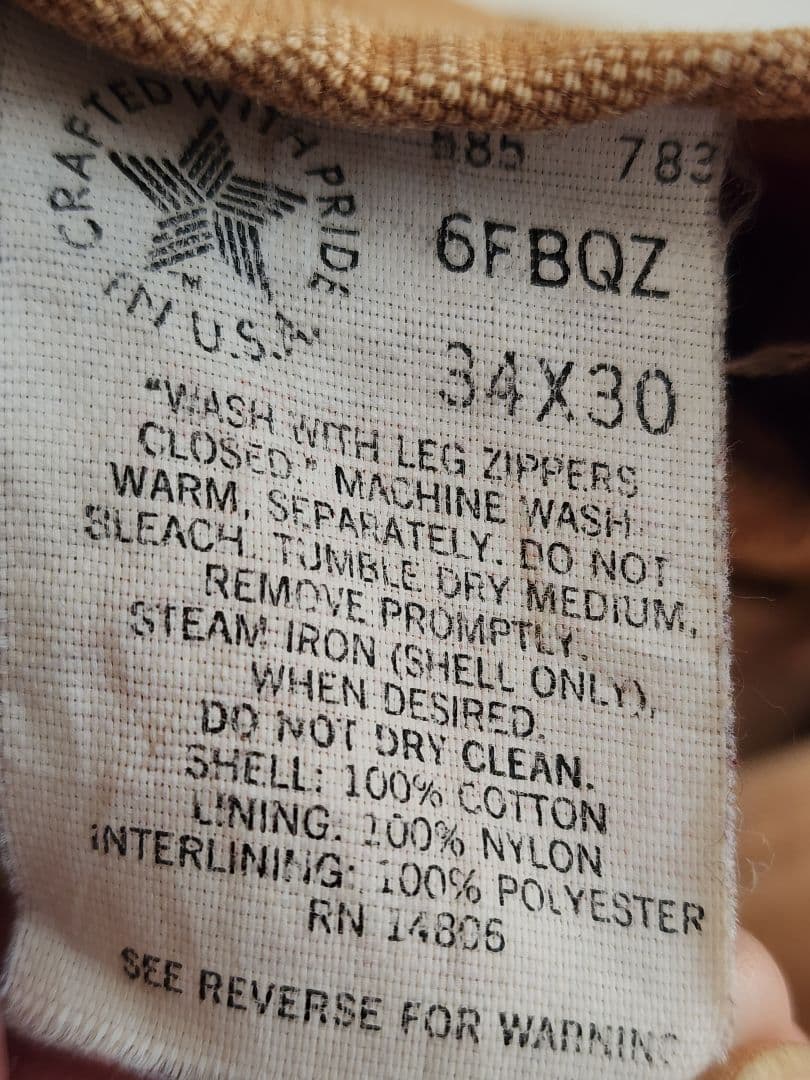 CRAFTED WITH PRIDE
IN U.S.A
TM
585 783
6FBQZ
34X30
"WASH WITH LEG ZIPPERS
CLOSED." MACHINE WASH
WARM, SEPARATELY. DO NOT
BLEACH. TUMBLE DRY MEDIUM,
REMOVE PROMPTLY.
STEAM IRON (SHELL ONLY),
WHEN DESIRED.
DO NOT DRY CLEAN.
SHELL: 100% COTTON
LINING: 100% NYLON
INTERLINING: 100% POLYESTER
RN 14806
SEE REVERSE FOR WARNING